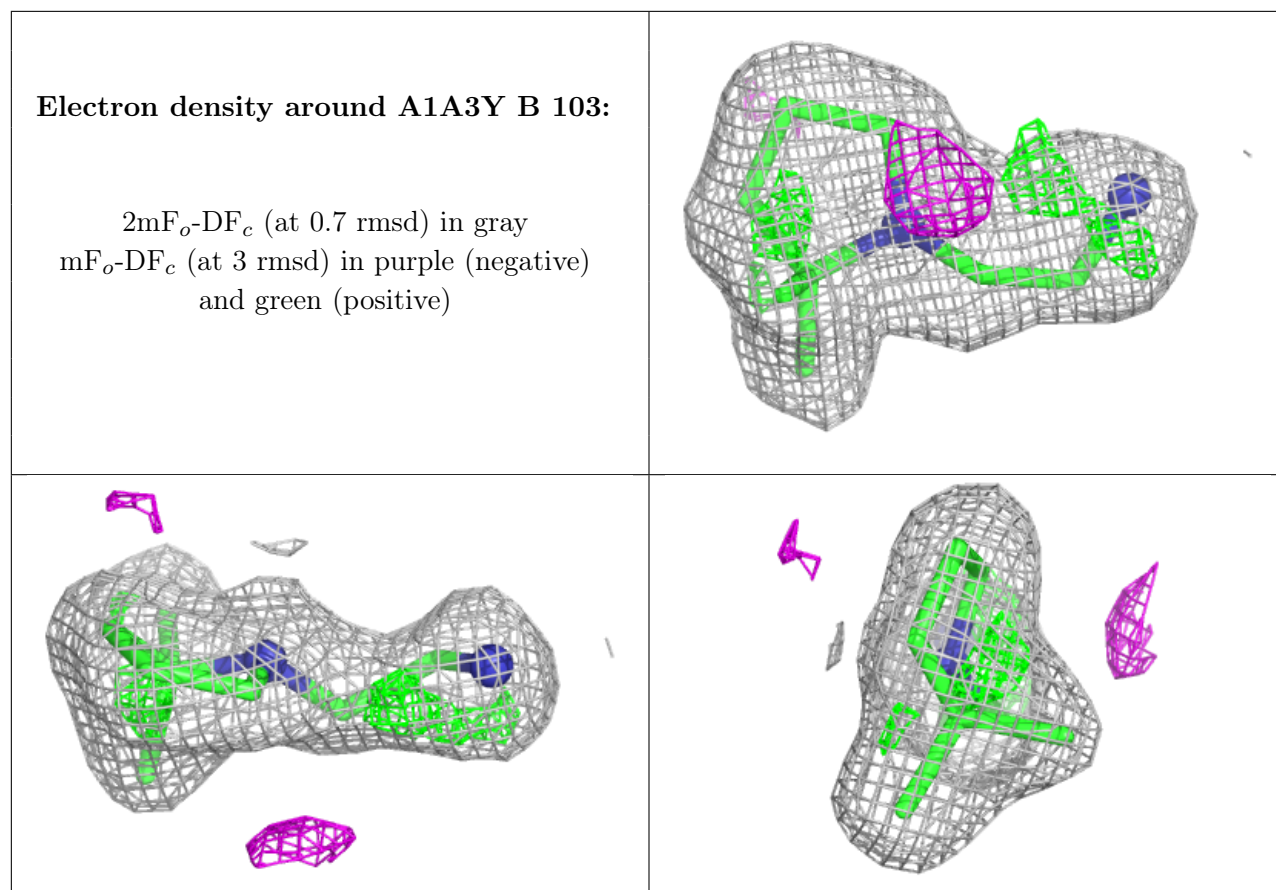 Electron density around A1A3Y B 103:
2mFₒ-DF𝒸 (at 0.7 rmsd) in gray
mFₒ-DF𝒸 (at 3 rmsd) in purple (negative)
and green (positive)